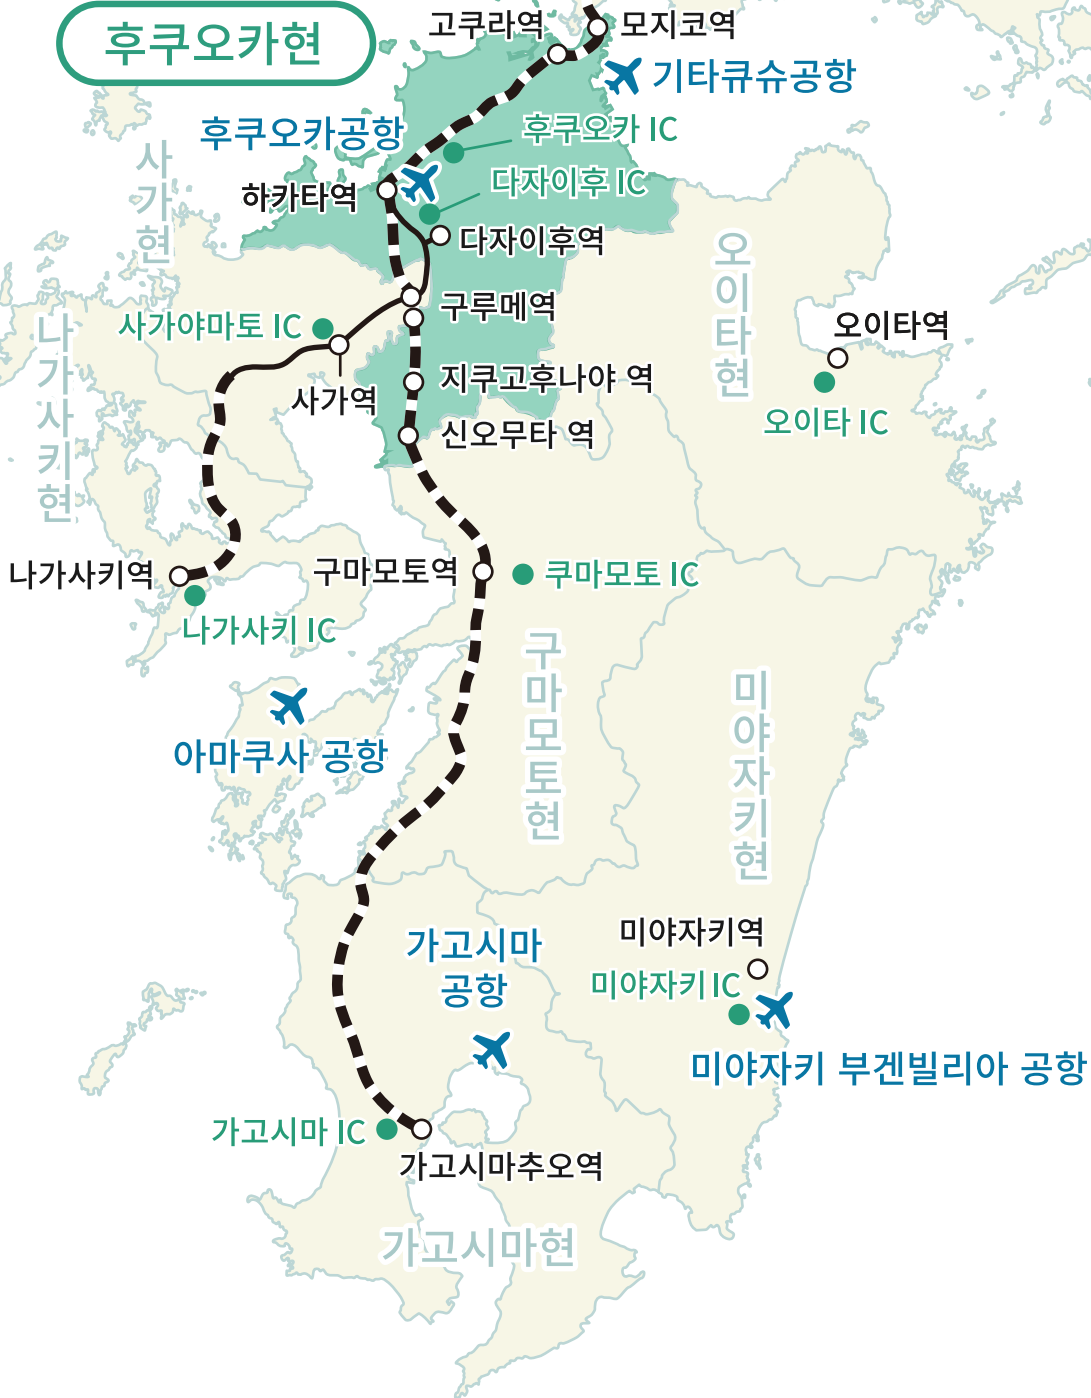 후쿠오카현
고쿠라역
모지코역
기타큐슈공항
후쿠오카공항
후쿠오카 IC
사가현
하카타역
다자이후 IC
다자이후역
오이타현
구루메역
나가사키현
사가야마토 IC
오이타역
사가역
지쿠고후나야 역
오이타 IC
신오무타 역
나가사키역
구마모토역
쿠마모토 IC
나가사키 IC
구마모토현
미야자키현
아마쿠사 공항
가고시마
공항
미야자키역
미야자키 IC
미야자키 부겐빌리아 공항
가고시마 IC
가고시마추오역
가고시마현